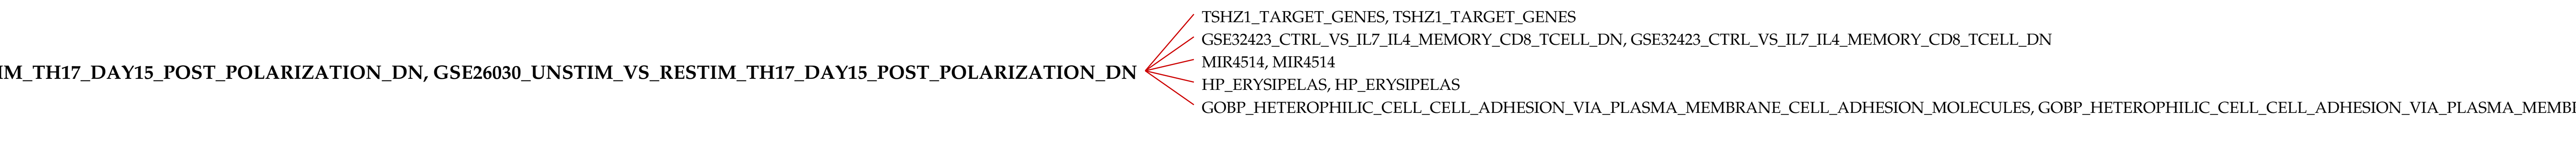 TSHZ1_TARGET_GENES, TSHZ1_TARGET_GENES
GSE32423_CTRL_VS_IL7_IL4_MEMORY_CD8_TCELL_DN, GSE32423_CTRL_VS_IL7_IL4_MEMORY_CD8_TCELL_DN
IM_TH17_DAY15_POST_POLARIZATION_DN, GSE26030_UNSTIM_VS_RESTIM_TH17_DAY15_POST_POLARIZATION_DN
MIR4514, MIR4514
HP_ERYSIPELAS, HP_ERYSIPELAS
GOBP_HETEROPHILIC_CELL_CELL_ADHESION_VIA_PLASMA_MEMBRANE_CELL_ADHESION_MOLECULES, GOBP_HETEROPHILIC_CELL_CELL_ADHESION_VIA_PLASMA_MEMB